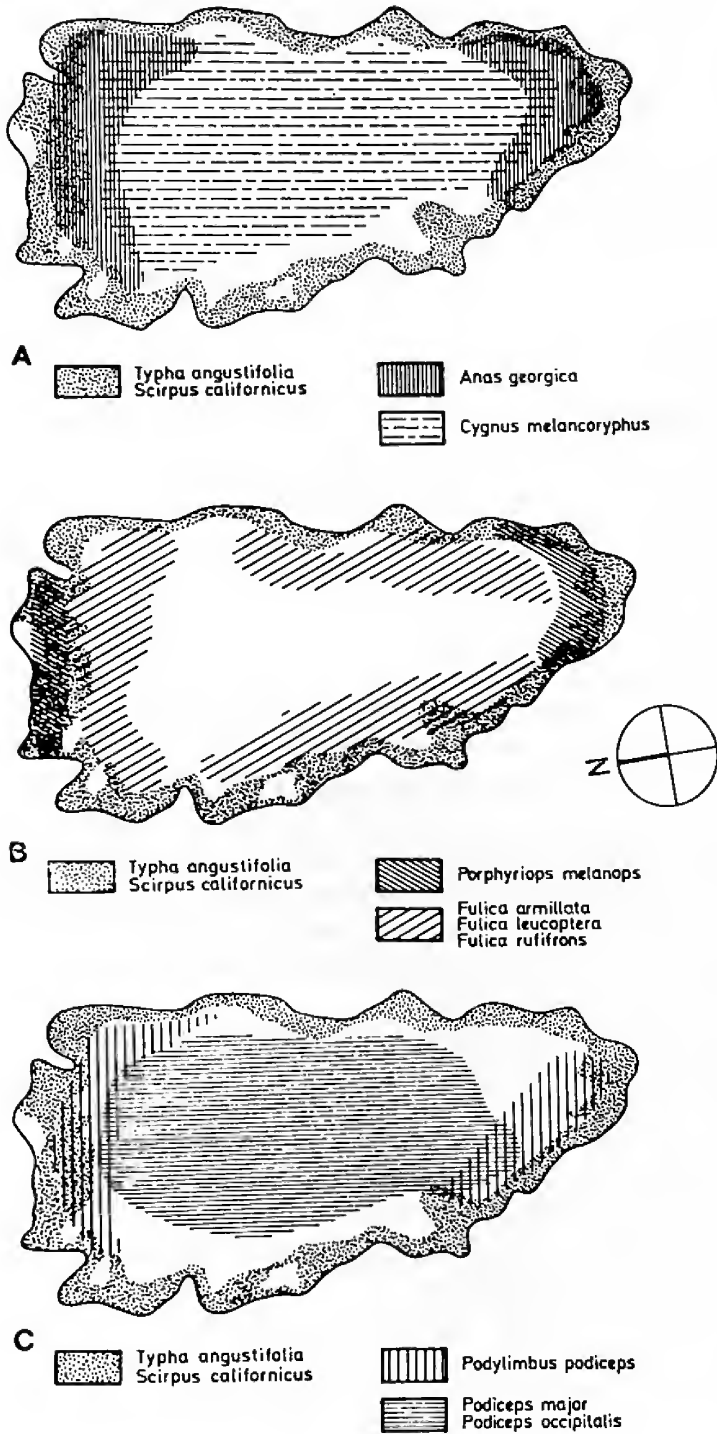 A
Typha angustifolia
Scirpus californicus
Anas georgica
Cygnus melancoryphus
N
B
Typha angustifolia
Scirpus californicus
Porphyriops melanops
Fulica armillata
Fulica leucoptera
Fulica rufifrons
C
Typha angustifolia
Scirpus californicus
Podylimbus podiceps
Podiceps major
Podiceps occipitalis